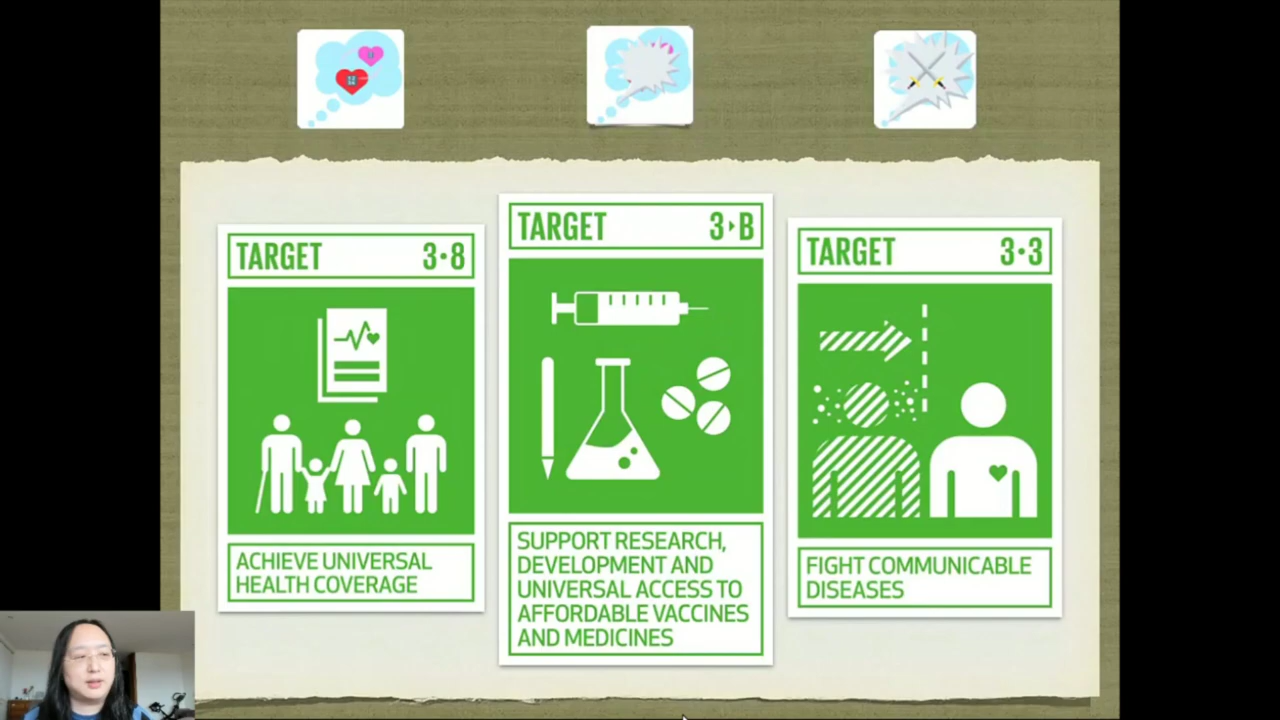 TARGET 3·8
ACHIEVE UNIVERSAL
HEALTH COVERAGE
TARGET 3·B
SUPPORT RESEARCH,
DEVELOPMENT AND
UNIVERSAL ACCESS TO
AFFORDABLE VACCINES
AND MEDICINES
TARGET 3·3
FIGHT COMMUNICABLE
DISEASES